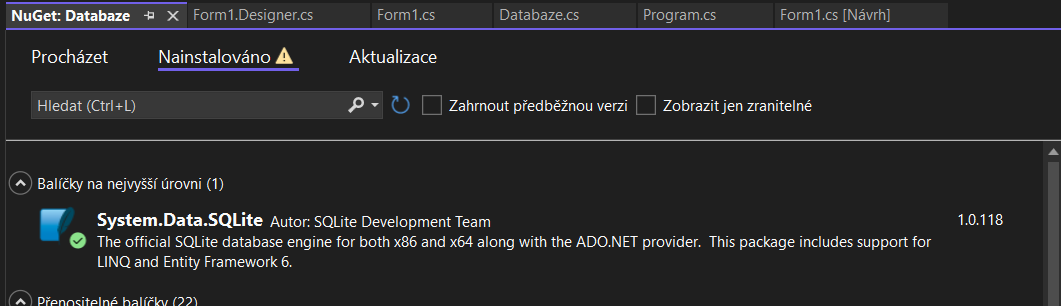 NuGet: Databaze
Form1.Designer.cs
Form1.cs
Databaze.cs
Program.cs
Form1.cs [Návrh]
Procházet
Nainstalováno
Aktualizace
Hledat (Ctrl+L)
Zahrnout předběžnou verzi
Zobrazit jen zranitelné
Balíčky na nejvyšší úrovni (1)
System.Data.SQLite Autor: SQLite Development Team
1.0.118
The official SQLite database engine for both x86 and x64 along with the ADO.NET provider. This package includes support for
LINQ and Entity Framework 6.
Přenositelné balíčky (22)